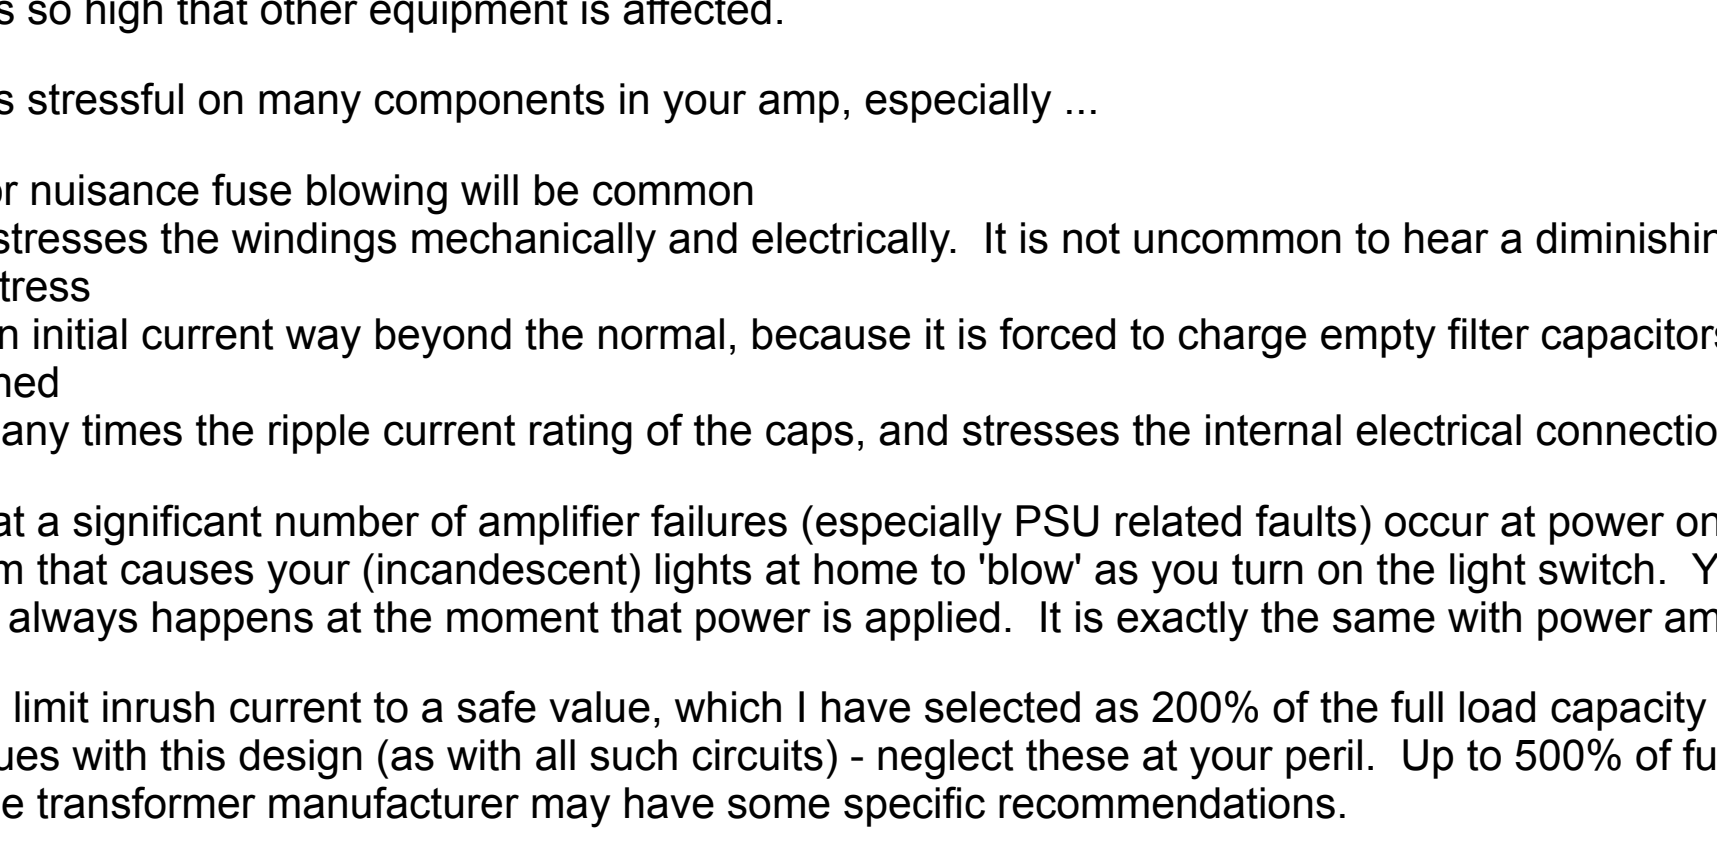 s so high that other equipment is affected.
s stressful on many components in your amp, especially ...
or nuisance fuse blowing will be common
stresses the windings mechanically and electrically.  It is not uncommon to hear a diminishin
tress
n initial current way beyond the normal, because it is forced to charge empty filter capacitors
ned
any times the ripple current rating of the caps, and stresses the internal electrical connectio
at a significant number of amplifier failures (especially PSU related faults) occur at power on
m that causes your (incandescent) lights at home to 'blow' as you turn on the light switch.  Y
always happens at the moment that power is applied.  It is exactly the same with power am
limit inrush current to a safe value, which I have selected as 200% of the full load capacity
ues with this design (as with all such circuits) - neglect these at your peril.  Up to 500% of fu
e transformer manufacturer may have some specific recommendations.